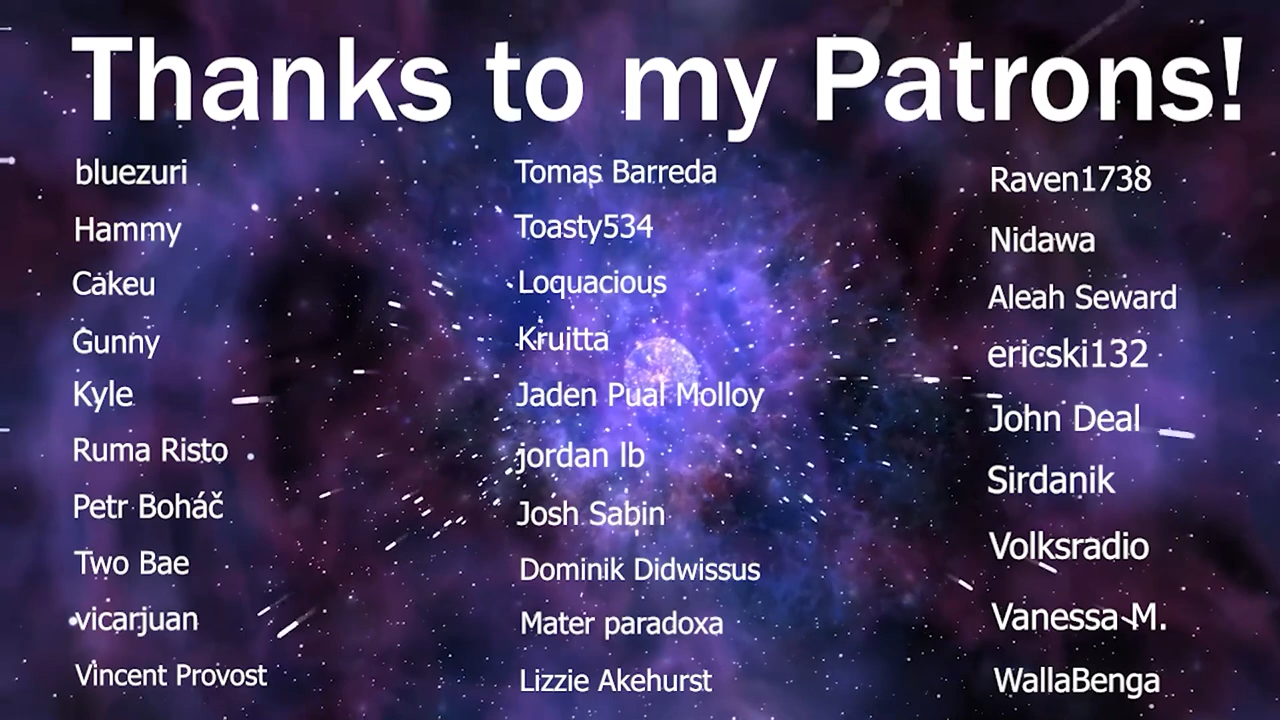 Thanks to my Patrons!
bluezuri
Hammy
Cakeu
Gunny
Kyle
Ruma Risto
Petr Boháč
Two Bae
vicarjuan
Vincent Provost
Tomas Barreda
Toasty534
Loquacious
Kruitta
Jaden Pual Molloy
jordan lb
Josh Sabin
Dominik Didwissus
Mater paradoxa
Lizzie Akehurst
Raven1738
Nidawa
Aleah Seward
ericski132
John Deal
Sirdanik
Volksradio
Vanessa M.
WallaBenga